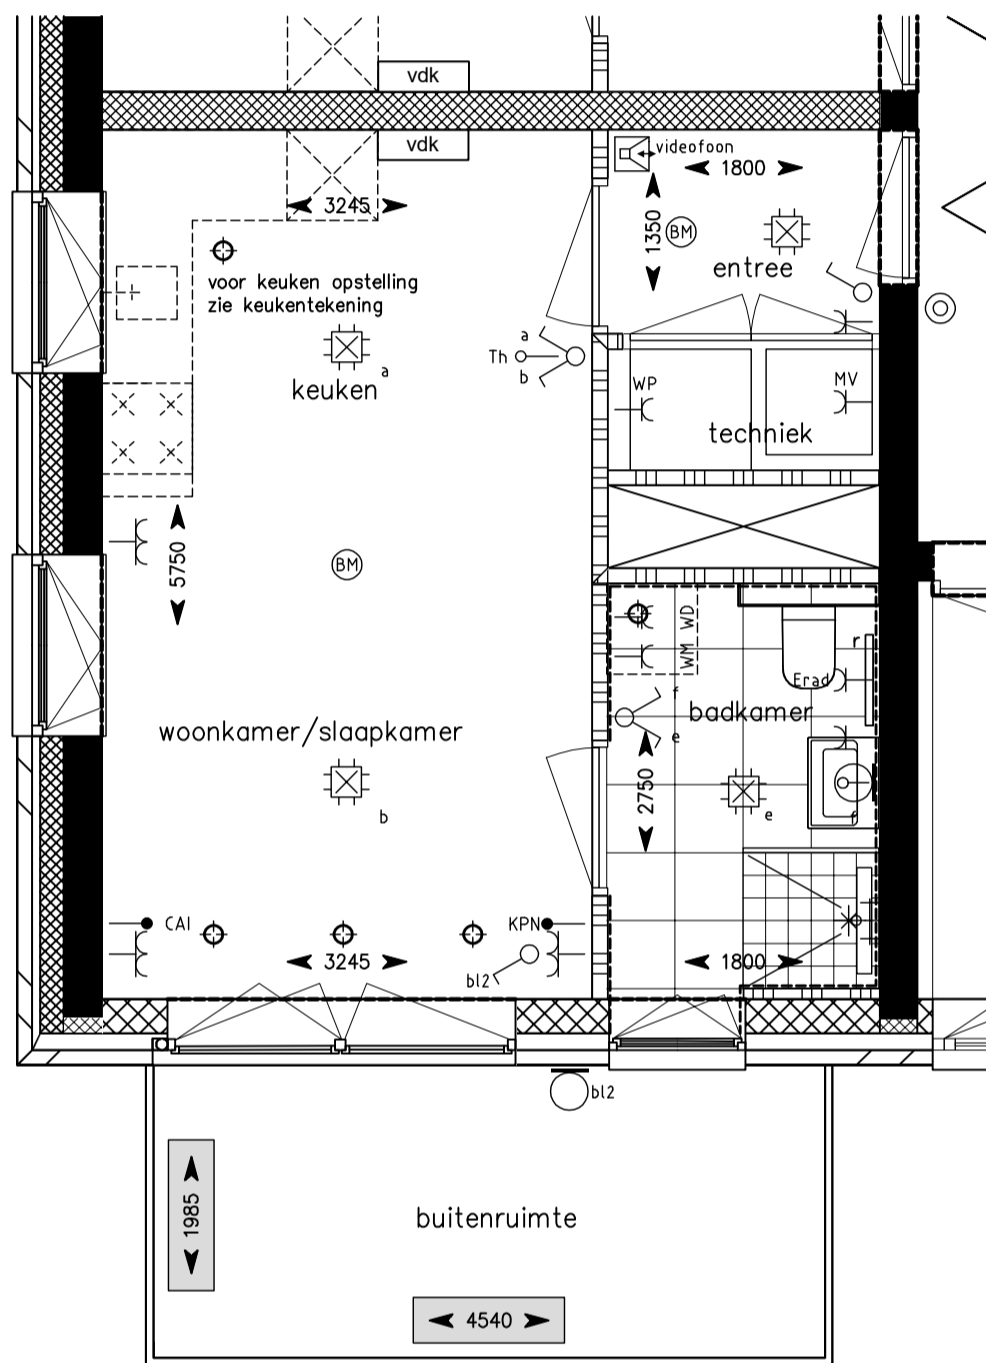 vdk
vdk
videofoon
1800
3245
1350
BM
entree
voor keuken opstelling
zie keukentekening
a
Th
b
a
keuken
WP
MV
techniek
5750
BM
WD
WM
r
Erad
f
e
badkamer
woonkamer/slaapkamer
2750
b
e
f
CAI
KPN
3245
bl2
1800
bl2
1985
buitenruimte
4540